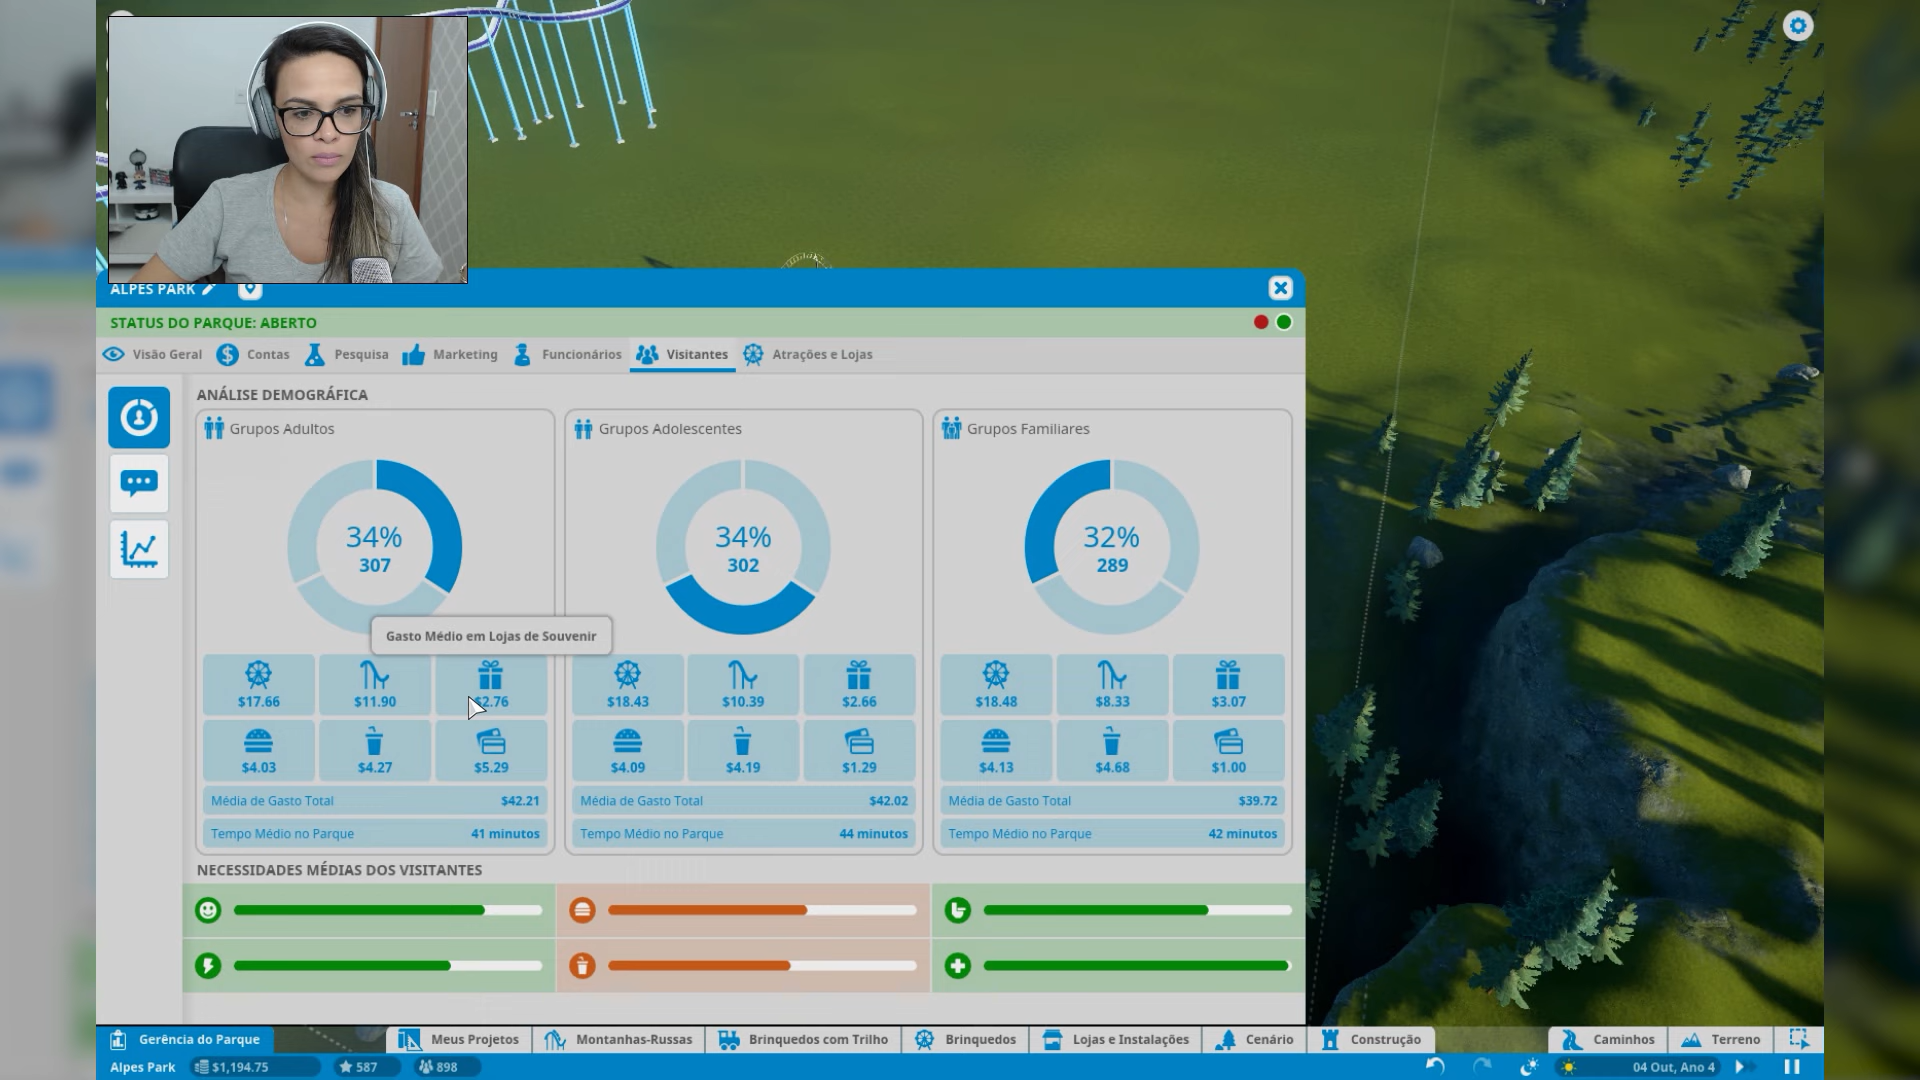 ALPES PARK
STATUS DO PARQUE: ABERTO
Visão Geral
Contas
Pesquisa
Marketing
Funcionários
Visitantes
Atrações e Lojas
ANÁLISE DEMOGRÁFICA
Grupos Adultos
34%
307
Grupos Adolescentes
34%
302
Grupos Familiares
32%
289
Gasto Médio em Lojas de Souvenir
$17.66
$11.90
$2.76
$4.03
$4.27
$5.29
Média de Gasto Total $42.21
Tempo Médio no Parque 41 minutos
$18.43
$10.39
$2.66
$4.09
$4.19
$1.29
Média de Gasto Total $42.02
Tempo Médio no Parque 44 minutos
$18.48
$8.33
$3.07
$4.13
$4.68
$1.00
Média de Gasto Total $39.72
Tempo Médio no Parque 42 minutos
NECESSIDADES MÉDIAS DOS VISITANTES
Gerência do Parque
Meus Projetos
Montanhas-Russas
Brinquedos com Trilho
Brinquedos
Lojas e Instalações
Cenário
Construção
Caminhos
Terreno
Alpes Park
$1,194.75
587
898
04 Out, Ano 4